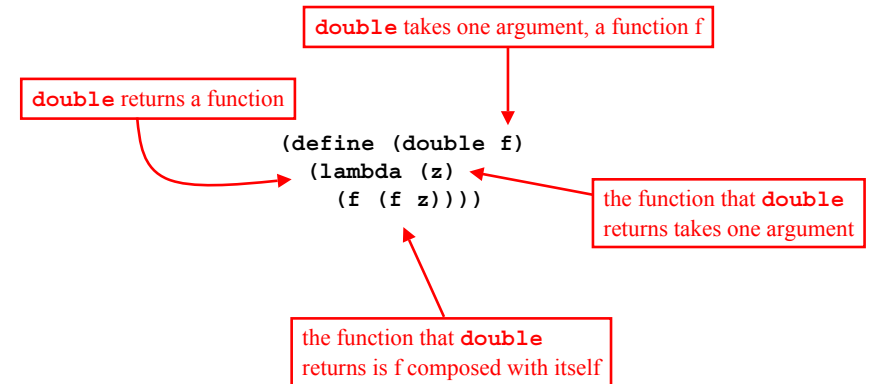 double takes one argument, a function f
double returns a function
(define (double f)
(lambda (z)
(f (f z))))
the function that double
returns takes one argument
the function that double
returns is f composed with itself